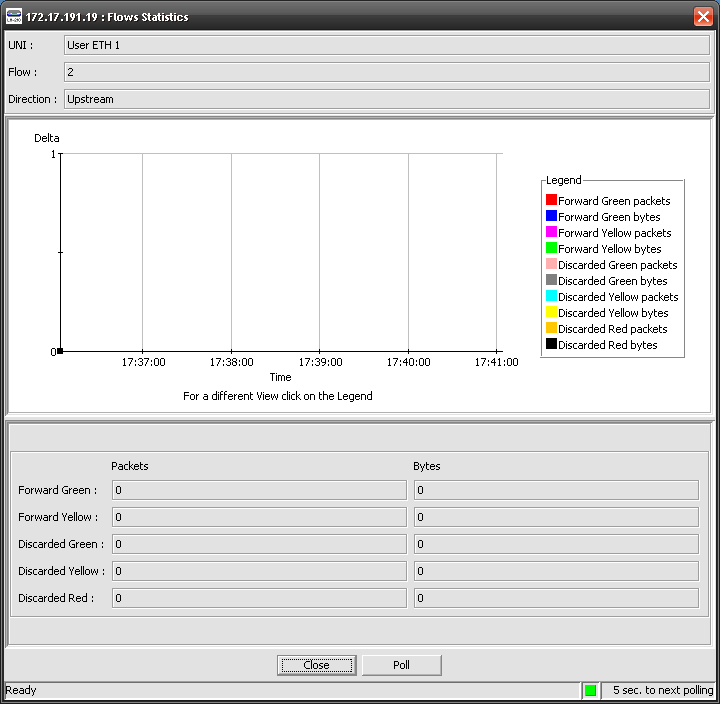 172.17.191.19 : Flows Statistics
UNI : User ETH 1
Flow : 2
Direction : Upstream
Delta
1
0
17:37:00 17:38:00 17:39:00 17:40:00 17:41:00
Time
For a different View click on the Legend
Legend
Forward Green packets
Forward Green bytes
Forward Yellow packets
Forward Yellow bytes
Discarded Green packets
Discarded Green bytes
Discarded Yellow packets
Discarded Yellow bytes
Discarded Red packets
Discarded Red bytes
Packets Bytes
Forward Green : 0 0
Forward Yellow : 0 0
Discarded Green : 0 0
Discarded Yellow : 0 0
Discarded Red : 0 0
Close Poll
Ready 5 sec. to next polling